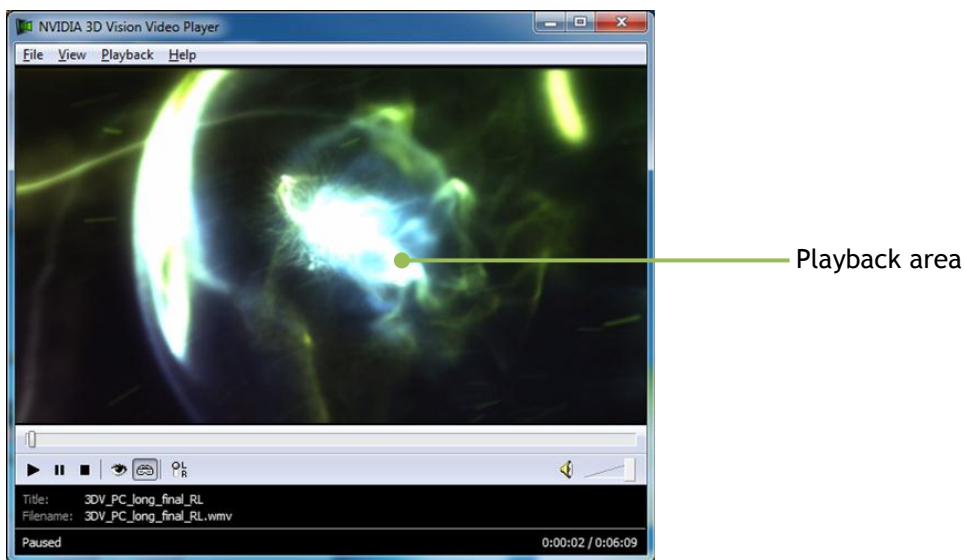 NVIDIA 3D Vision Video Player
File View Playback Help
Playback area
L
R
Title: 3DV_PC_long_final_RL
Filename: 3DV_PC_long_final_RL.wmv
Paused 0:00:02 / 0:06:09